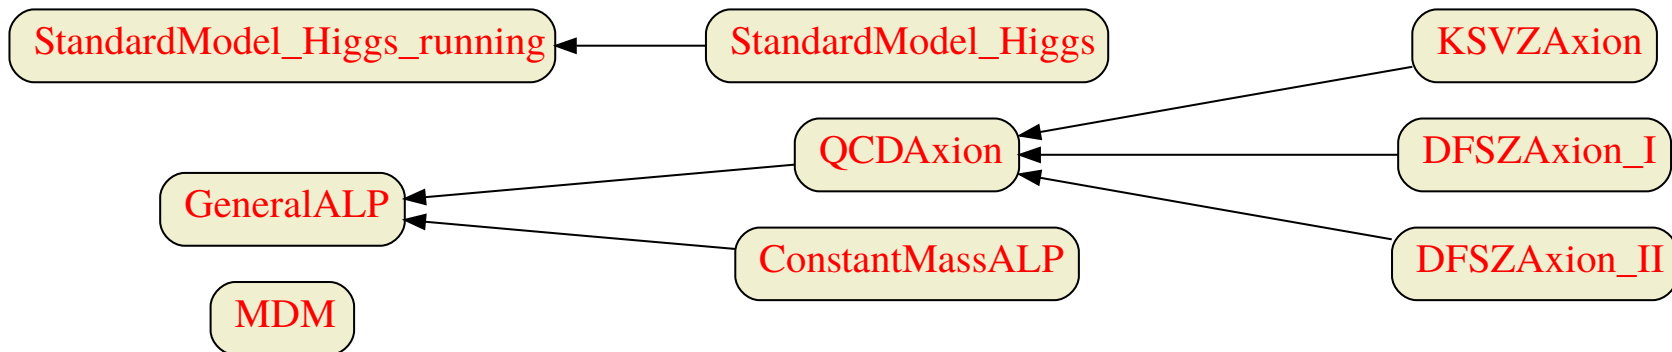 StandardModel_Higgs_running
StandardModel_Higgs
KSVZAxion
QCDAxion
DFSZAxion_I
GeneralALP
ConstantMassALP
DFSZAxion_II
MDM